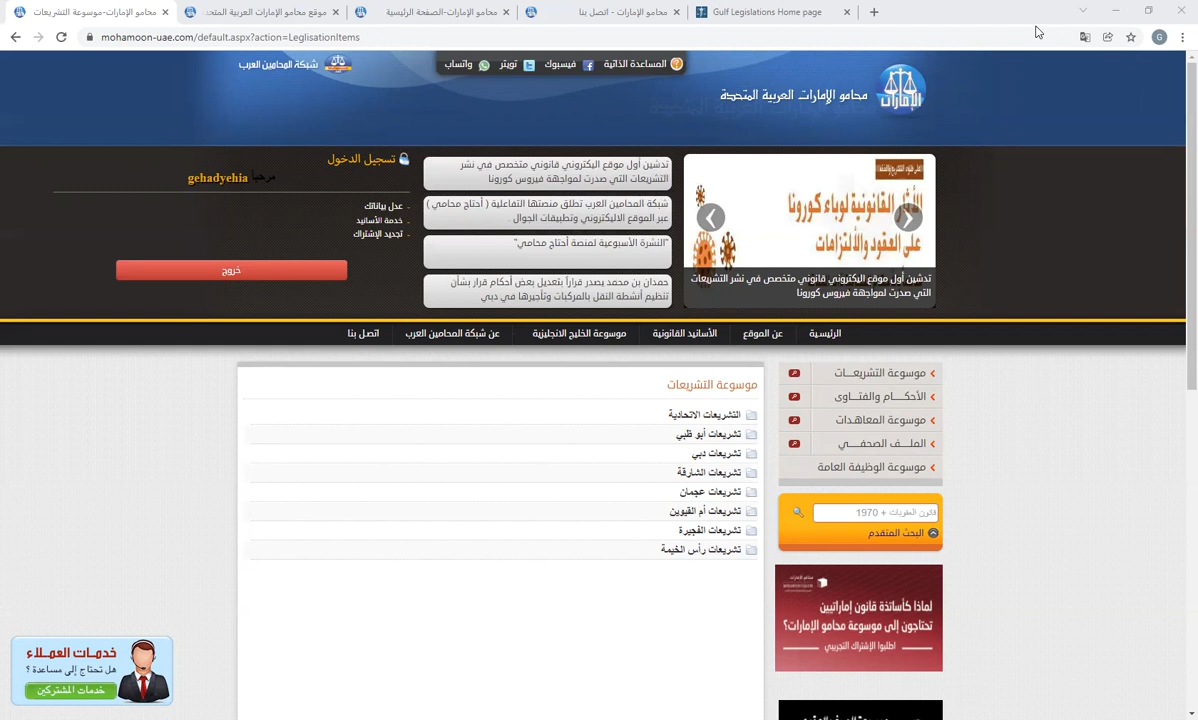 محامو الإمارات-موسوعة التشريعات
موقع محامو الإمارات العربية المتحد
محامو الإمارات-الصفحة الرئيسية
محامو الإمارات - اتصل بنا
Gulf Legislations Home page
mohamoon-uae.com/default.aspx?action=LeglisationItems
G
المساعدة الذاتية
فيسبوك
تويتر
واتساب
شبكة المحامين العرب
الإمارات
محامو الإمارات العربية المتحدة
تسجيل الدخول
مرحبا gehadyehia
عدل بياناتك
خدمة الأسانيد
تجديد الإشتراك
خروج
تدشين أول موقع اليكتروني قانوني متخصص في نشر
التشريعات التي صدرت لمواجهة فيروس كورونا
شبكة المحامين العرب تطلق منصتها التفاعلية ( أحتاج محامي )
عبر الموقع الاليكتروني وتطبيقات الجوال .
"النشرة الأسبوعية لمنصة أحتاج محامي"
حمدان بن محمد يصدر قراراً بتعديل بعض أحكام قرار بشأن
تنظيم أنشطة النقل بالمركبات وتأجيرها في دبي
الآثار القانونية لوباء كورونا
على العقود والألتزامات
تدشين أول موقع اليكتروني قانوني متخصص في نشر التشريعات
التي صدرت لمواجهة فيروس كورونا
الرئيسية
عن الموقع
الأسانيد القانونية
موسوعة الخليج الانجليزية
عن شبكة المحامين العرب
اتصل بنا
موسوعة التشريعـات
الأحكـــام والفتــاوى
موسوعة المعاهدات
الملـــف الصحفـــي
موسوعة الوظيفة العامة
قانون العقوبات + 1970
البحث المتقدم
موسوعة التشريعات
التشريعات الاتحادية
تشريعات أبو ظبي
تشريعات دبي
تشريعات الشارقة
تشريعات عجمان
تشريعات أم القيوين
تشريعات الفجيرة
تشريعات رأس الخيمة
محامو الإمارات
لماذا كأساتذة قانون إماراتيين
تحتاجون إلى موسوعة محامو الإمارات؟
اطلبوا الإشتراك التجريبي
خدمـات العمـلاء
هل تحتاج إلى مساعدة ؟
خدمات المشتركين